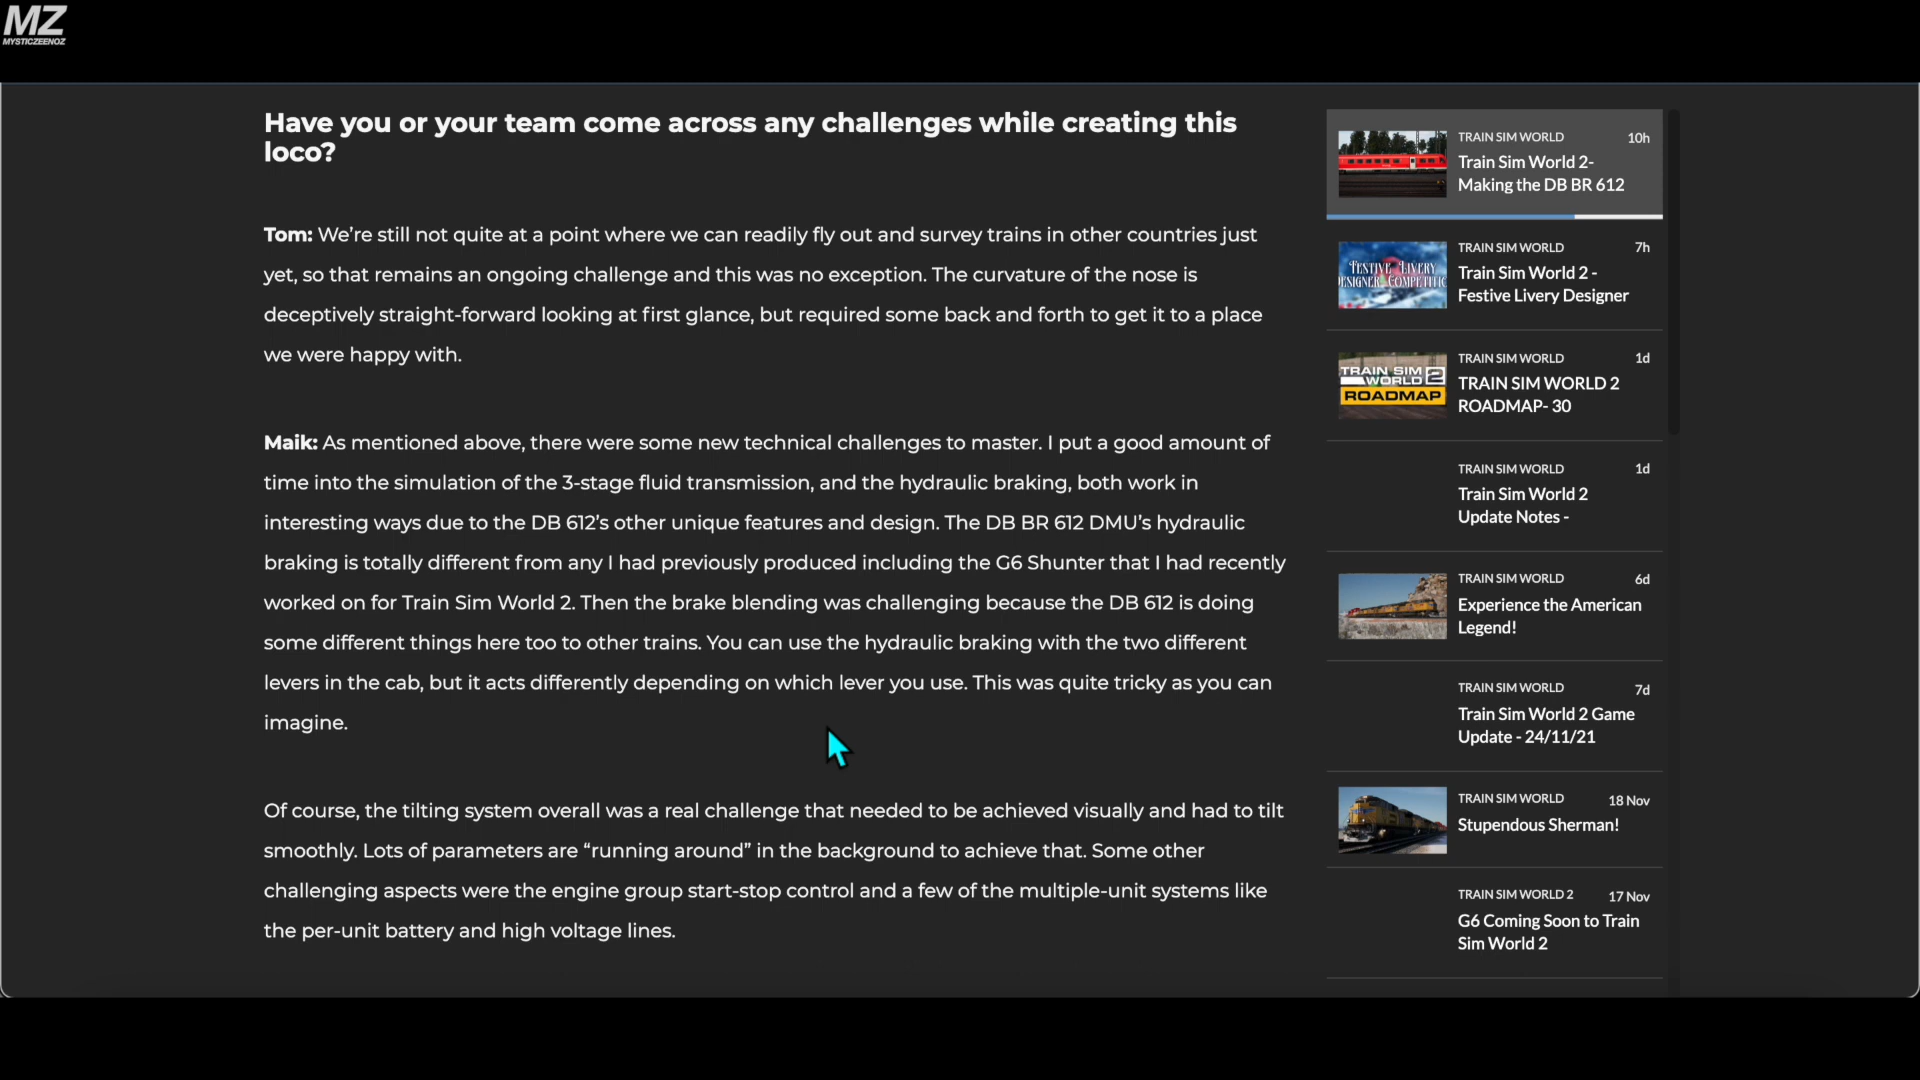 MZ
MYSTICZEENOZ
Have you or your team come across any challenges while creating this
loco?
Tom: We’re still not quite at a point where we can readily fly out and survey trains in other countries just
yet, so that remains an ongoing challenge and this was no exception. The curvature of the nose is
deceptively straight-forward looking at first glance, but required some back and forth to get it to a place
we were happy with.
Maik: As mentioned above, there were some new technical challenges to master. I put a good amount of
time into the simulation of the 3-stage fluid transmission, and the hydraulic braking, both work in
interesting ways due to the DB 612’s other unique features and design. The DB BR 612 DMU’s hydraulic
braking is totally different from any I had previously produced including the G6 Shunter that I had recently
worked on for Train Sim World 2. Then the brake blending was challenging because the DB 612 is doing
some different things here too to other trains. You can use the hydraulic braking with the two different
levers in the cab, but it acts differently depending on which lever you use. This was quite tricky as you can
imagine.
Of course, the tilting system overall was a real challenge that needed to be achieved visually and had to tilt
smoothly. Lots of parameters are “running around” in the background to achieve that. Some other
challenging aspects were the engine group start-stop control and a few of the multiple-unit systems like
the per-unit battery and high voltage lines.
TRAIN SIM WORLD 10h
Train Sim World 2-
Making the DB BR 612
FESTIVE LIVERY
DESIGNER COMPETITIO
TRAIN SIM WORLD 7h
Train Sim World 2 -
Festive Livery Designer
TRAIN SIM
WORLD 2
ROADMAP
TRAIN SIM WORLD 1d
TRAIN SIM WORLD 2
ROADMAP- 30
TRAIN SIM WORLD 1d
Train Sim World 2
Update Notes -
TRAIN SIM WORLD 6d
Experience the American
Legend!
TRAIN SIM WORLD 7d
Train Sim World 2 Game
Update - 24/11/21
TRAIN SIM WORLD 18 Nov
Stupendous Sherman!
TRAIN SIM WORLD 2 17 Nov
G6 Coming Soon to Train
Sim World 2